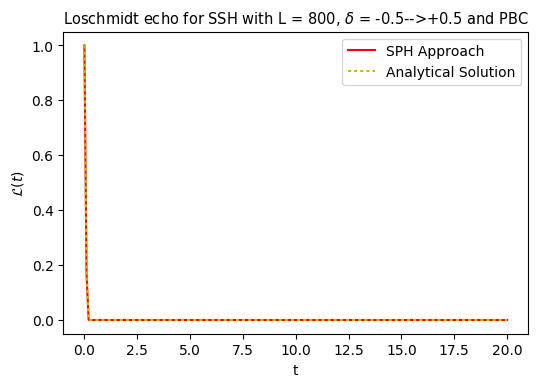 Loschmidt echo for SSH with L = 800, δ = -0.5-->+0.5 and PBC
SPH Approach
Analytical Solution
1.0
0.8
0.6
0.4
0.2
0.0
ℒ(t)
0.0 2.5 5.0 7.5 10.0 12.5 15.0 17.5 20.0
t